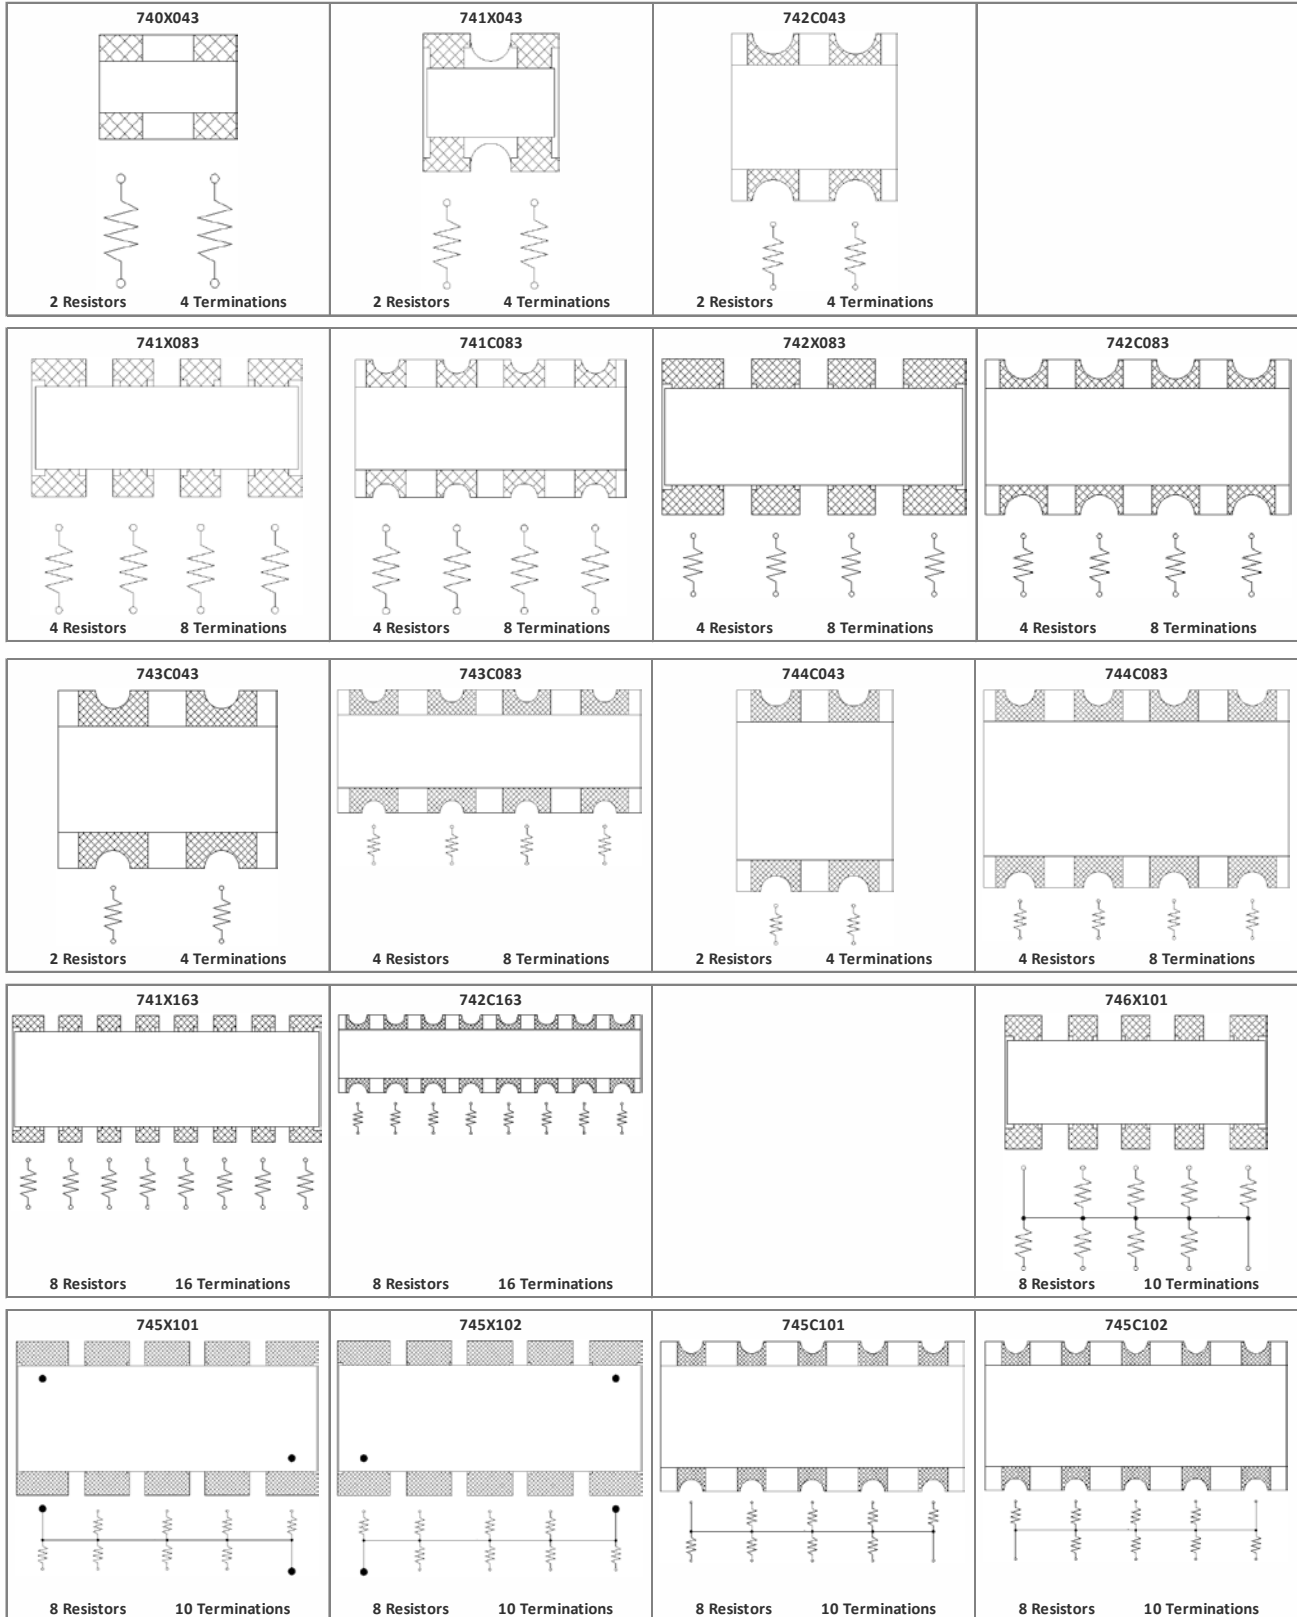 740X043 741X043 742C043
2 Resistors 4 Terminations 2 Resistors 4 Terminations 2 Resistors 4 Terminations
741X083 741C083 742X083 742C083
4 Resistors 8 Terminations 4 Resistors 8 Terminations 4 Resistors 8 Terminations 4 Resistors 8 Terminations
743C043 743C083 744C043 744C083
2 Resistors 4 Terminations 4 Resistors 8 Terminations 2 Resistors 4 Terminations 4 Resistors 8 Terminations
741X163 742C163 746X101
8 Resistors 16 Terminations 8 Resistors 16 Terminations 8 Resistors 10 Terminations
745X101 745X102 745C101 745C102
8 Resistors 10 Terminations 8 Resistors 10 Terminations 8 Resistors 10 Terminations 8 Resistors 10 Terminations